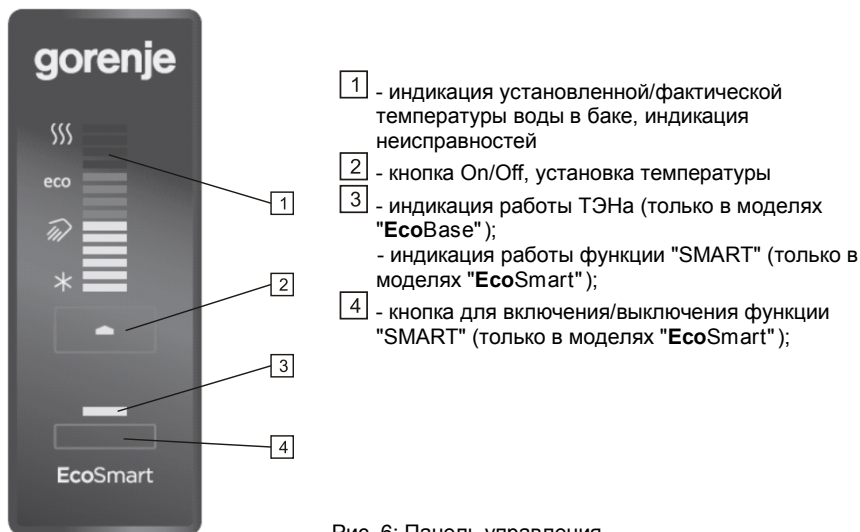 gorenje
eco
EcoSmart
1
2
3
4
1 - индикация установленной/фактической
температуры воды в баке, индикация
неисправностей
2 - кнопка On/Off, установка температуры
3 - индикация работы ТЭНа (только в моделях
"EcoBase");
- индикация работы функции "SMART" (только в
моделях "EcoSmart");
4 - кнопка для включения/выключения функции
"SMART" (только в моделях "EcoSmart");
Рис. 6: Панель управления